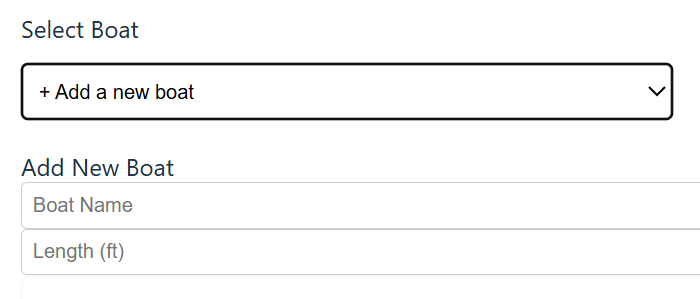 Select Boat
+ Add a new boat
Add New Boat
Boat Name
Length (ft)